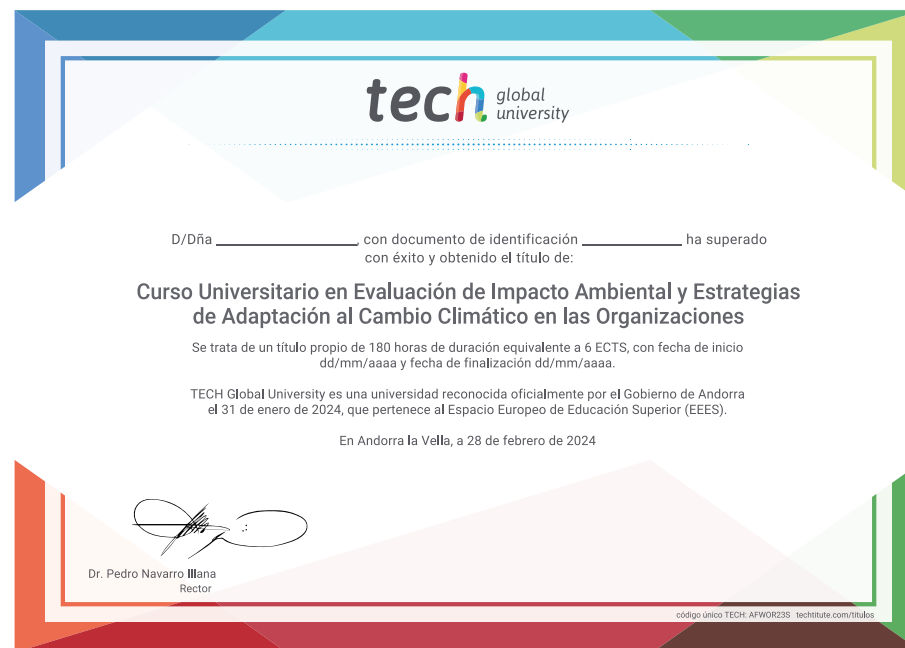 tech global
university
D/Dña ____________, con documento de identificación ____________ ha superado
con éxito y obtenido el título de:
Curso Universitario en Evaluación de Impacto Ambiental y Estrategias
de Adaptación al Cambio Climático en las Organizaciones
Se trata de un título propio de 180 horas de duración equivalente a 6 ECTS, con fecha de inicio
dd/mm/aaaa y fecha de finalización dd/mm/aaaa.
TECH Global University es una universidad reconocida oficialmente por el Gobierno de Andorra
el 31 de enero de 2024, que pertenece al Espacio Europeo de Educación Superior (EEES).
En Andorra la Vella, a 28 de febrero de 2024
Dr. Pedro Navarro Illana
Rector
código único TECH: AFWOR23S techtitute.com/titulos